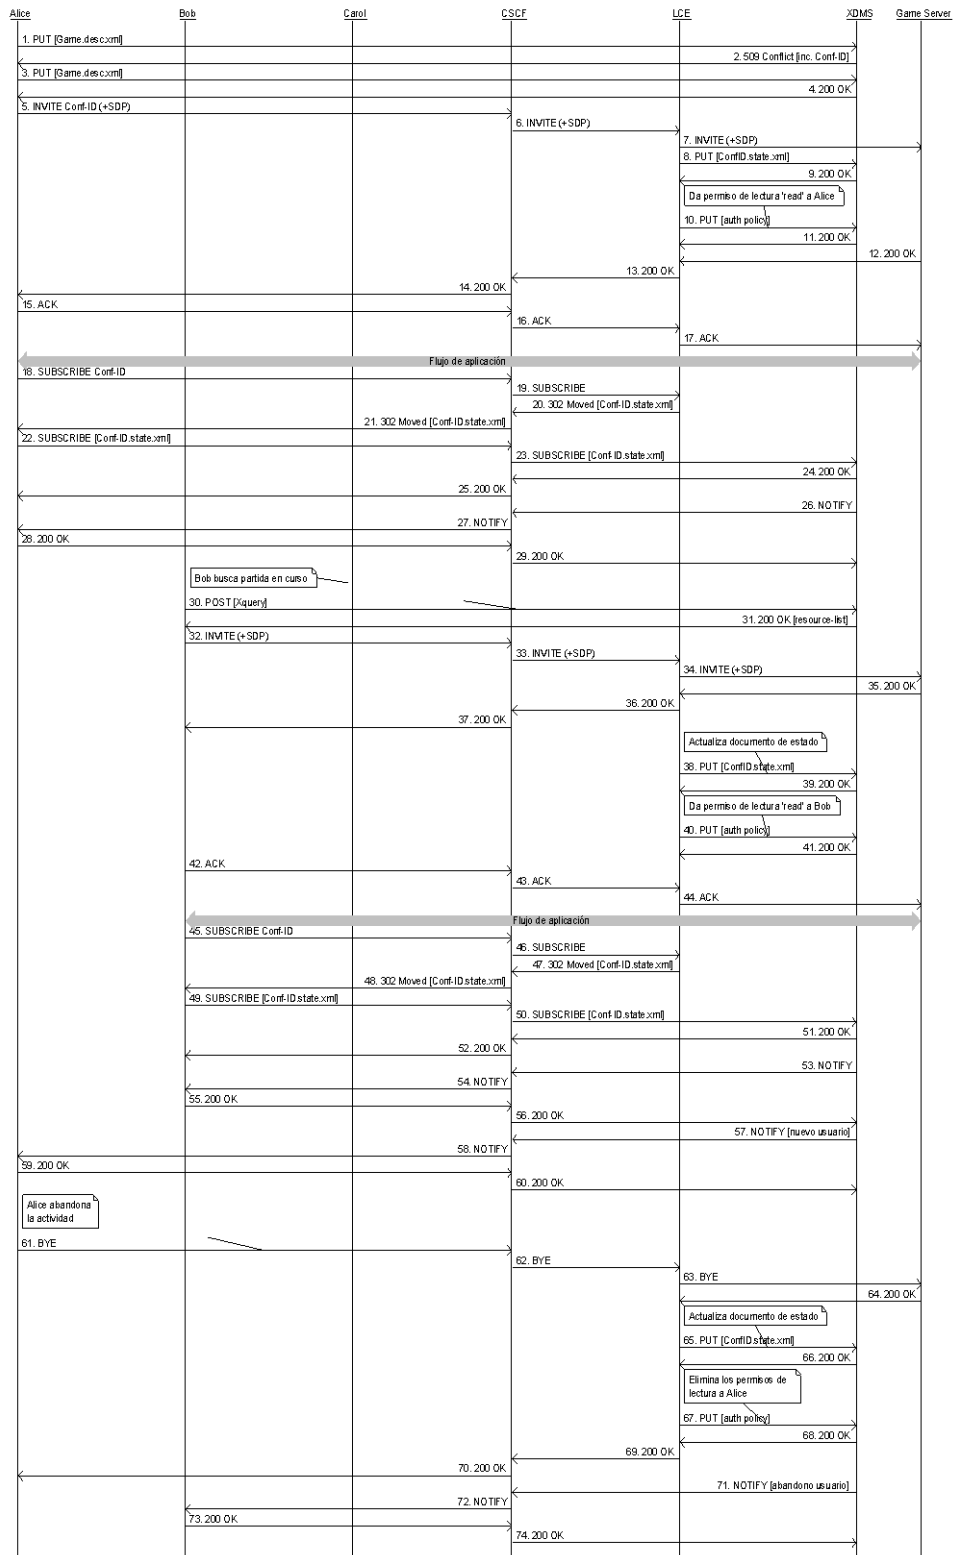 Alice Bob Carol CSCF LCE XDMS Game Server
1. PUT [Game.desc.xml]
2. 509 Conflict [inc. Conf-ID]
3. PUT [Game.desc.xml]
4. 200 OK
5. INVITE Conf-ID (+SDP)
6. INVITE (+SDP)
7. INVITE (+SDP)
8. PUT [ConfID.state.xml]
9. 200 OK
Da permiso de lectura 'read' a Alice
10. PUT [auth policy]
11. 200 OK
12. 200 OK
13. 200 OK
14. 200 OK
15. ACK
16. ACK
17. ACK
Flujo de aplicación
18. SUBSCRIBE Conf-ID
19. SUBSCRIBE
20. 302 Moved [Conf-ID.state.xml]
21. 302 Moved [Conf-ID.state.xml]
22. SUBSCRIBE [Conf-ID.state.xml]
23. SUBSCRIBE [Conf-ID.state.xml]
24. 200 OK
25. 200 OK
26. NOTIFY
27. NOTIFY
28. 200 OK
29. 200 OK
Bob busca partida en curso
30. POST [Xquery]
31. 200 OK [resource-list]
32. INVITE (+SDP)
33. INVITE (+SDP)
34. INVITE (+SDP)
35. 200 OK
36. 200 OK
37. 200 OK
Actualiza documento de estado
38. PUT [ConfID.state.xml]
39. 200 OK
Da permiso de lectura 'read' a Bob
40. PUT [auth policy]
41. 200 OK
42. ACK
43. ACK
44. ACK
Flujo de aplicación
45. SUBSCRIBE Conf-ID
46. SUBSCRIBE
47. 302 Moved [Conf-ID.state.xml]
48. 302 Moved [Conf-ID.state.xml]
49. SUBSCRIBE [Conf-ID.state.xml]
50. SUBSCRIBE [Conf-ID.state.xml]
51. 200 OK
52. 200 OK
53. NOTIFY
54. NOTIFY
55. 200 OK
56. 200 OK
57. NOTIFY [nuevo usuario]
58. NOTIFY
59. 200 OK
60. 200 OK
Alice abandona
la actividad
61. BYE
62. BYE
63. BYE
64. 200 OK
Actualiza documento de estado
65. PUT [ConfID.state.xml]
66. 200 OK
Elimina los permisos de
lectura a Alice
67. PUT [auth policy]
68. 200 OK
69. 200 OK
70. 200 OK
71. NOTIFY [abandono usuario]
72. NOTIFY
73. 200 OK
74. 200 OK